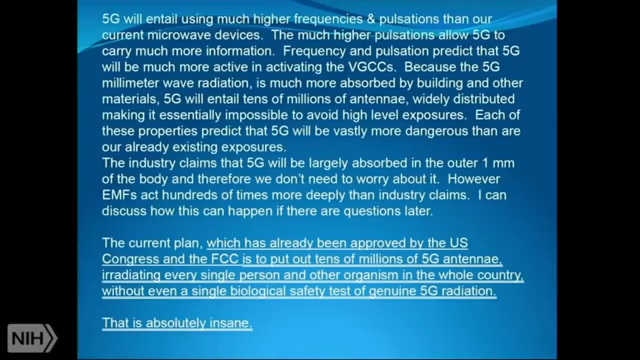 5G will entail using much higher frequencies & pulsations than our
current microwave devices. The much higher pulsations allow 5G to
carry much more information. Frequency and pulsation predict that 5G
will be much more active in activating the VGCCs. Because the 5G
millimeter wave radiation, is much more absorbed by building and other
materials, 5G will entail tens of millions of antennae, widely distributed
making it essentially impossible to avoid high level exposures. Each of
of these properties predict that 5G will be vastly more dangerous than are
our already existing exposures.
The industry claims that 5G will be largely absorbed in the outer 1 mm
of the body and therefore we don't need to worry about it. However
EMFs act hundreds of times more deeply than industry claims. I can
discuss how this can happen if there are questions later.
The current plan, which has already been approved by the US
Congress and the FCC is to put out tens of millions of 5G antennae,
irradiating every single person and other organism in the whole country,
without even a single biological safety test of genuine 5G radiation.
That is absolutely insane.
NIH